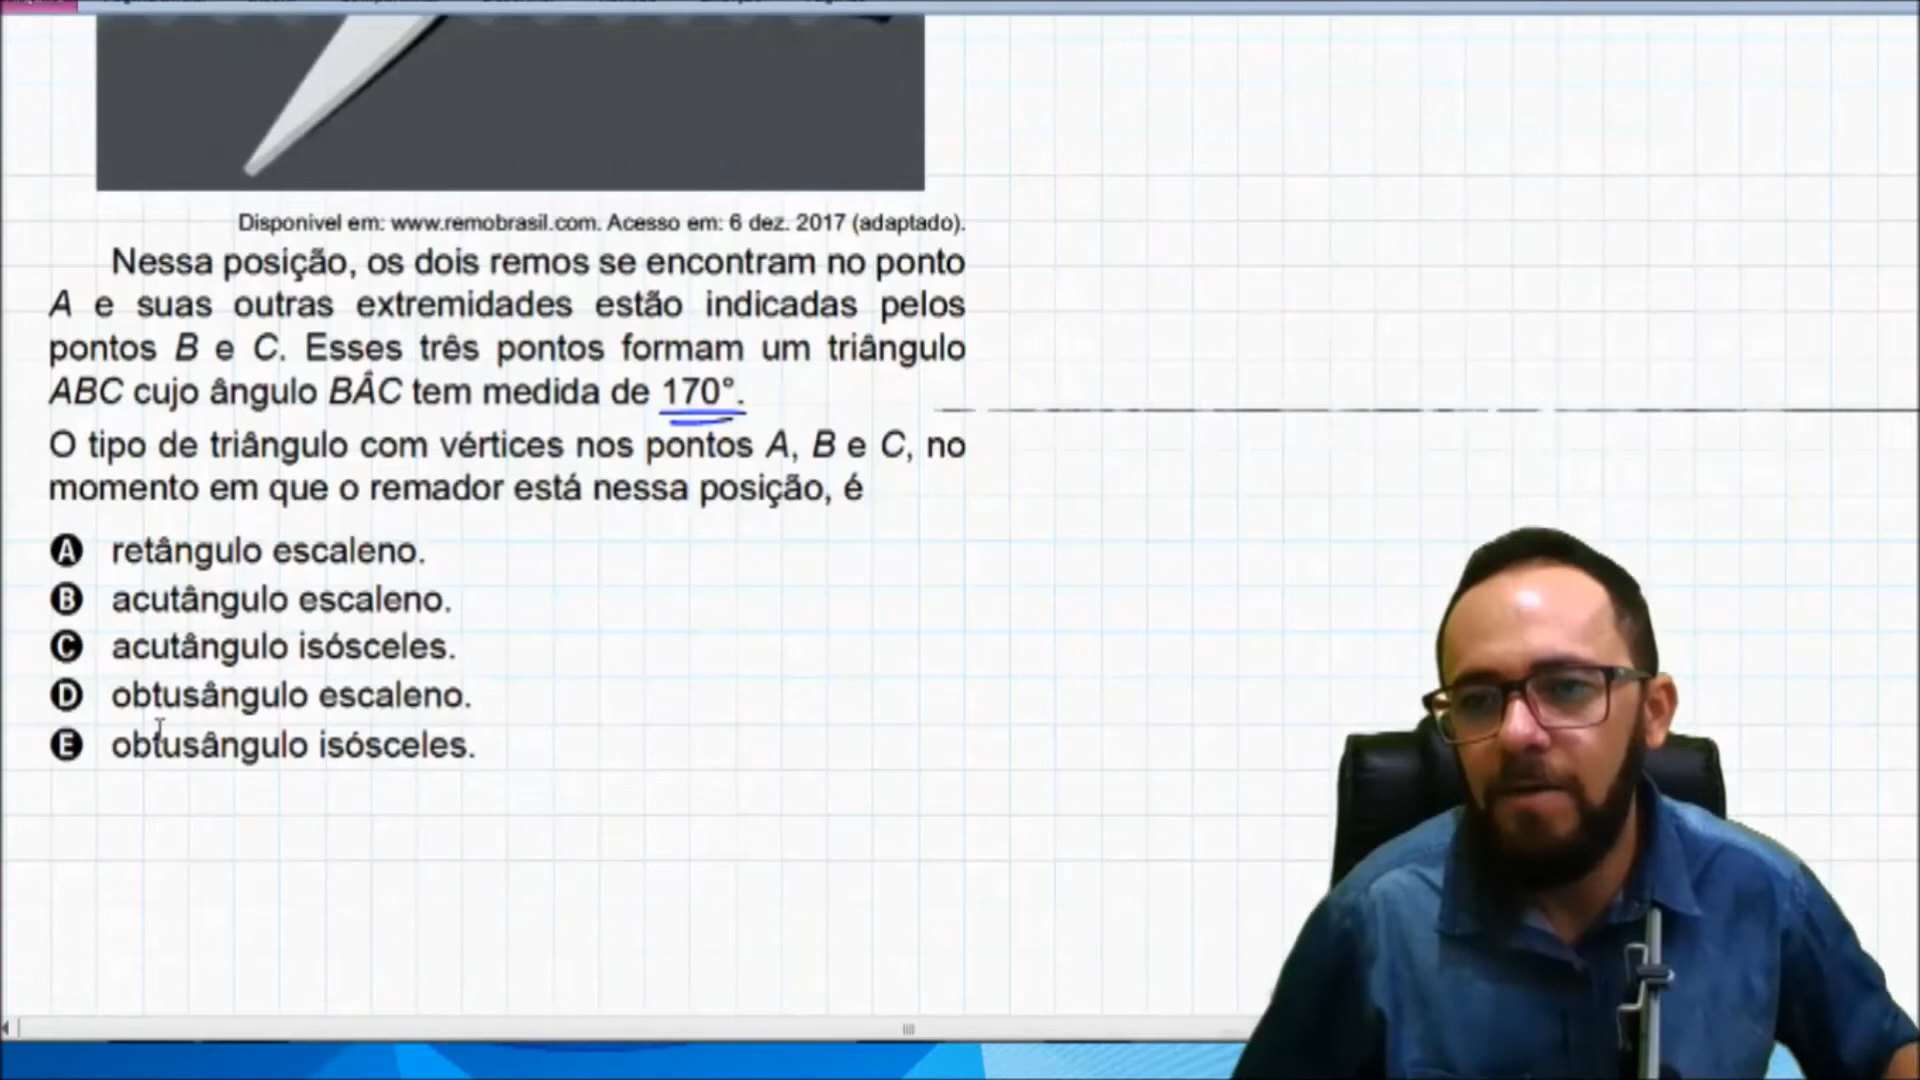 Disponível em: www.remobrasil.com. Acesso em: 6 dez. 2017 (adaptado).
Nessa posição, os dois remos se encontram no ponto
A e suas outras extremidades estão indicadas pelos
pontos B e C. Esses três pontos formam um triângulo
ABC cujo ângulo BÂC tem medida de 170°.
O tipo de triângulo com vértices nos pontos A, B e C, no
momento em que o remador está nessa posição, é
A retângulo escaleno.
B acutângulo escaleno.
C acutângulo isósceles.
D obtusângulo escaleno.
E obtusângulo isósceles.